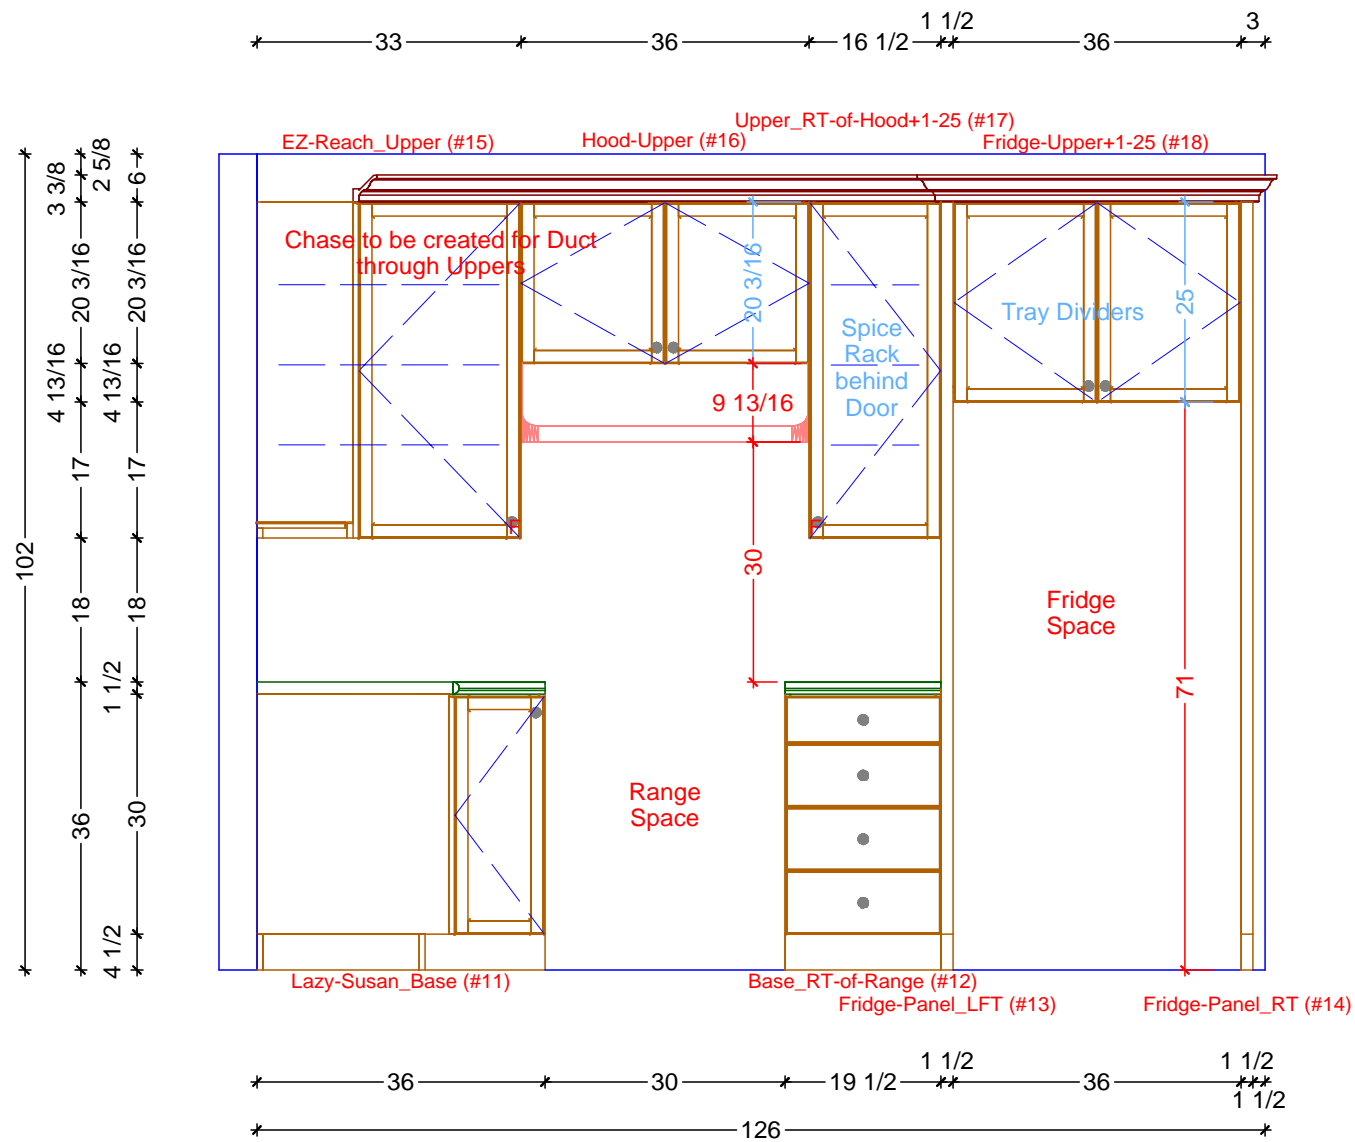 1 1/2
3
33
36
16 1/2
36
Upper_RT-of-Hood+1-25 (#17)
EZ-Reach_Upper (#15)
Hood-Upper (#16)
Fridge-Upper+1-25 (#18)
3 3/8
2 5/8
6
Chase to be created for Duct
through Uppers
20 3/16
20 3/16
20 3/16
25
Tray Dividers
Spice
Rack
behind
Door
4 13/16
4 13/16
9 13/16
17
17
102
30
18
18
Fridge
Space
1 1/2
71
Range
Space
36
30
4 1/2
Lazy-Susan_Base (#11)
Base_RT-of-Range (#12)
Fridge-Panel_LFT (#13)
Fridge-Panel_RT (#14)
1 1/2
1 1/2
36
30
19 1/2
36
1 1/2
126